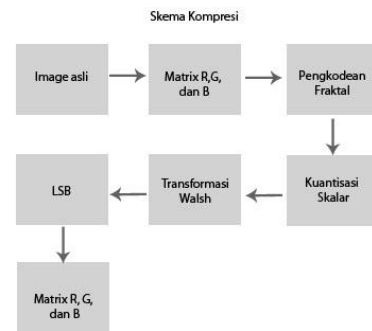 Skema Kompresi
Image asli
Matrix R,G,
dan B
Pengkodean
Fraktal
Kuantisasi
Skalar
Transformasi
Walsh
LSB
Matrix R, G,
dan B